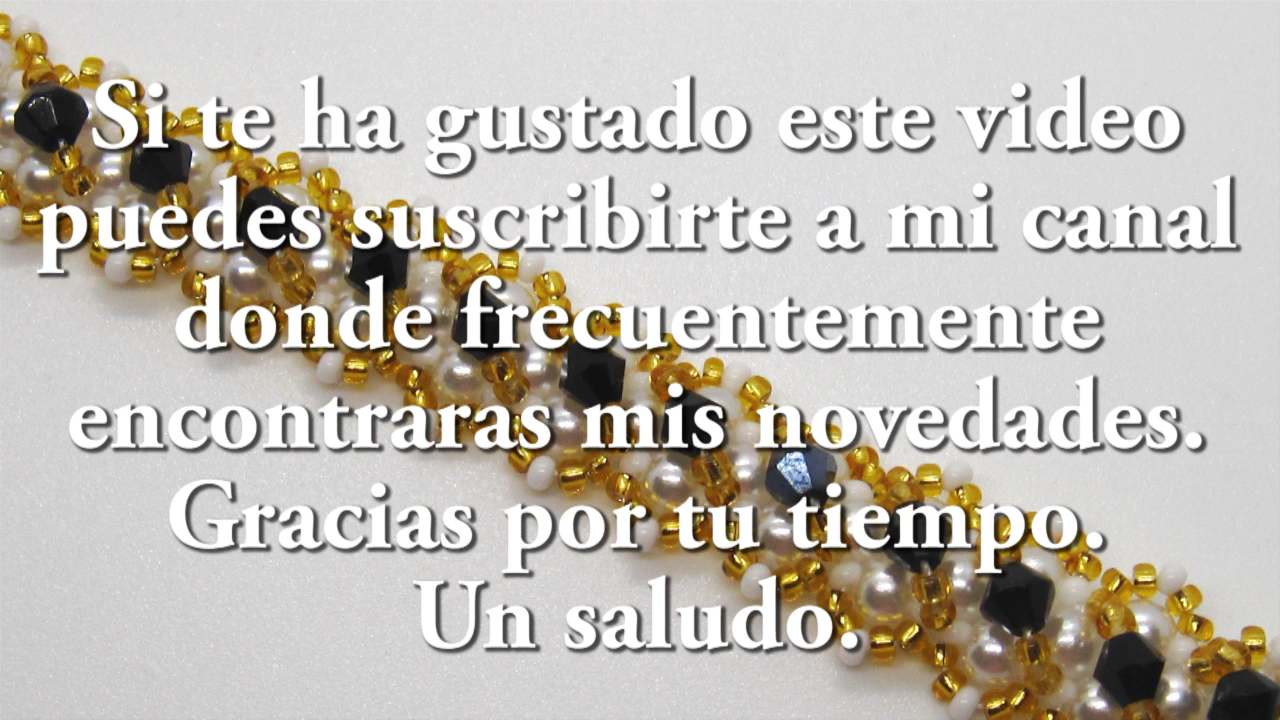 Si te ha gustado este video
puedes suscribirte a mi canal
donde frecuentemente
encontraras mis novedades.
Gracias por tu tiempo.
Un saludo.